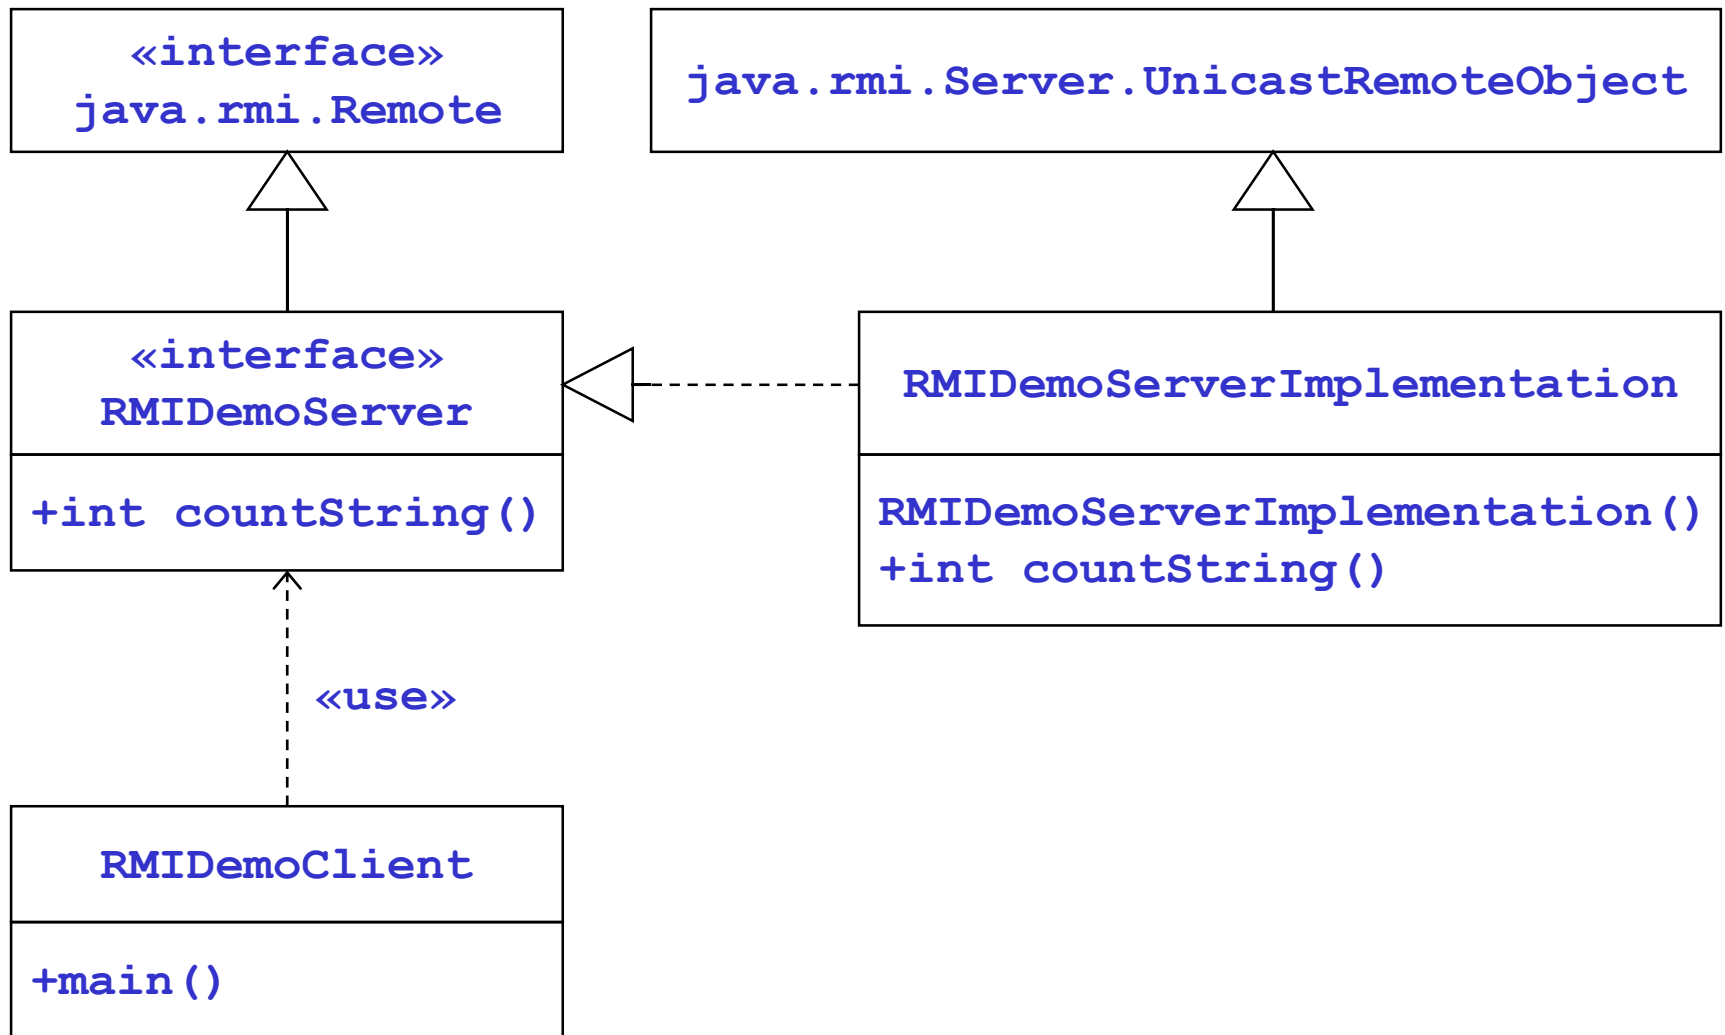 «interface»
java.rmi.Remote
java.rmi.Server.UnicastRemoteObject
«interface»
RMIDemoServer
+int countString()
RMIDemoServerImplementation
RMIDemoServerImplementation()
+int countString()
«use»
RMIDemoClient
+main()